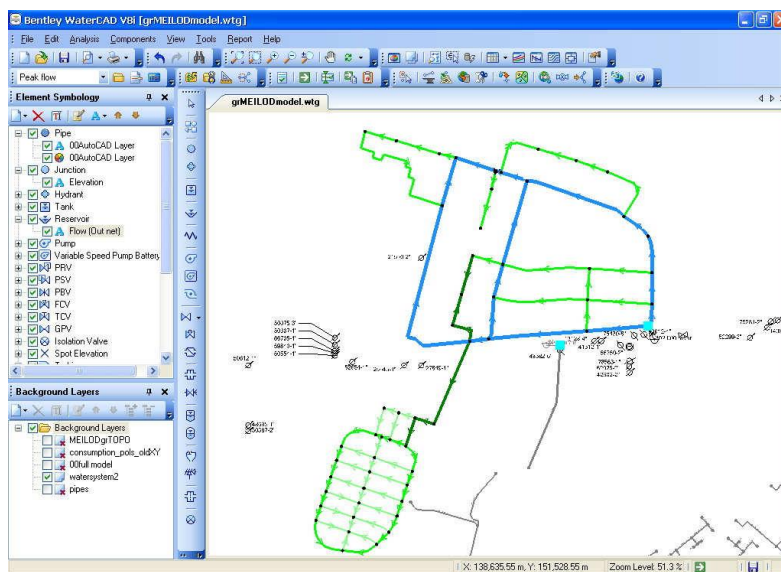 Bentley WaterCAD V8i [grMEILODmodel.wtg]
File Edit Analysis Components View Tools Report Help
Peak flow
Element Symbology
grMEILODmodel.wtg
Pipe
00AutoCAD Layer
00AutoCAD Layer
Junction
Elevation
Hydrant
Tank
Reservoir
Flow (Out net)
Pump
Variable Speed Pump Battery
PRV
PSV
PBV
FCV
TCV
GPV
Isolation Valve
Spot Elevation
Background Layers
Background Layers
MEILODgrTOPO
consumption_pols_oldXY
00full model
watersystem2
pipes
X: 138,635.55 m, Y: 151,528.55 m Zoom Level: 51.3 %